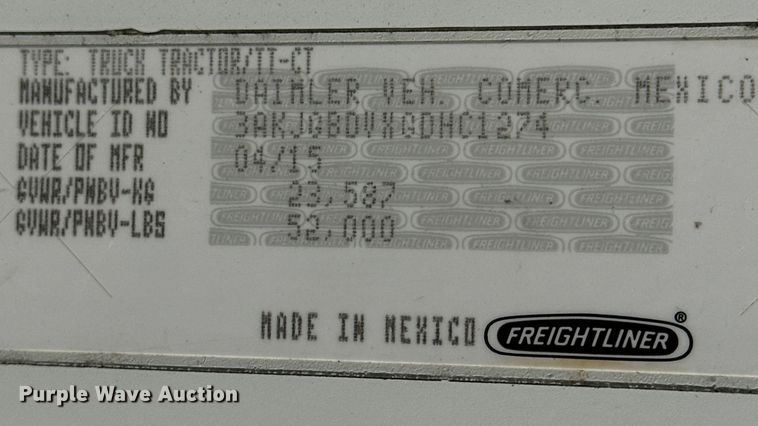 TYPE: TRUCK TRACTOR/TT-CT
MANUFACTURED BY DAIMLER VEH. COMERC. MEXICO
VEHICLE ID NO 3AKJGBDVXGDHC1274
DATE OF MFR 04/15
GVWR/PNBV-KG 23,587
GVWR/PNBV-LBS 52,000
MADE IN MEXICO FREIGHTLINER®
Purple Wave Auction